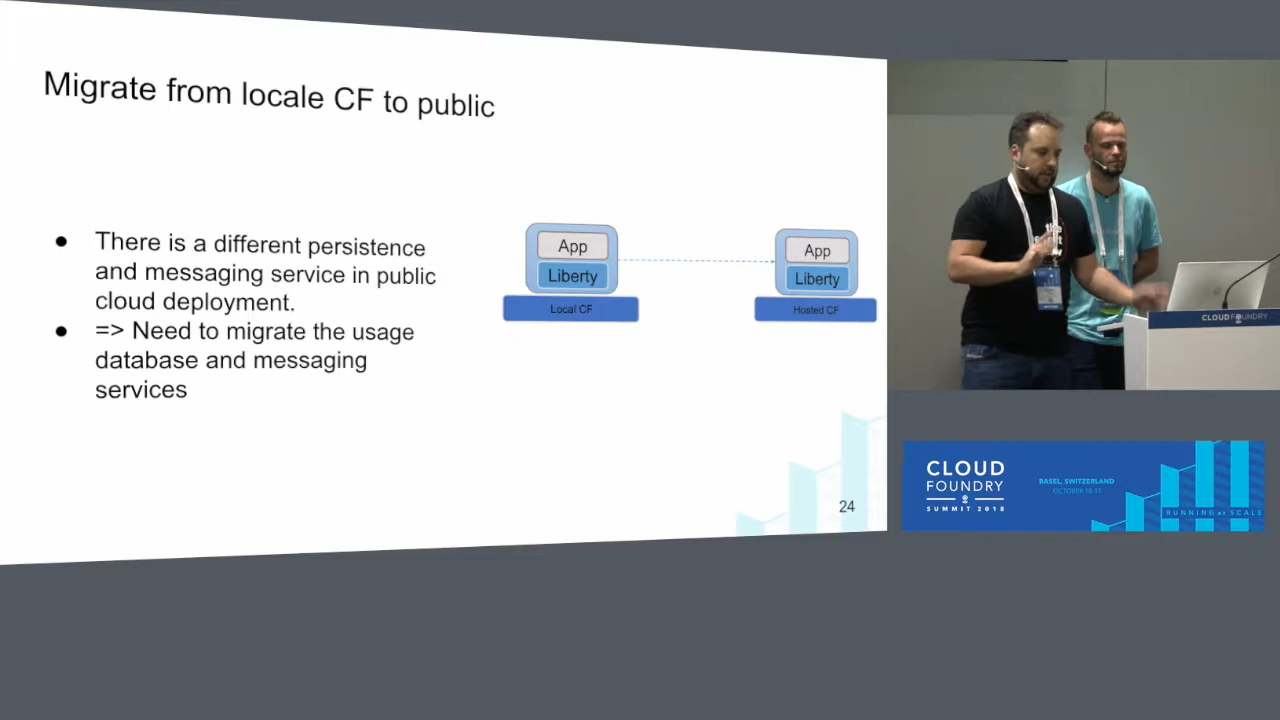 Migrate from locale CF to public
● There is a different persistence
and messaging service in public
cloud deployment.
● => Need to migrate the usage
database and messaging
services
App
Liberty
Local CF
App
Liberty
Hosted CF
24
CLOUD FOUNDRY
CLOUD
FOUNDRY
SUMMIT 2018
BASEL, SWITZERLAND
OCTOBER 10-11
RUNNING at SCALE